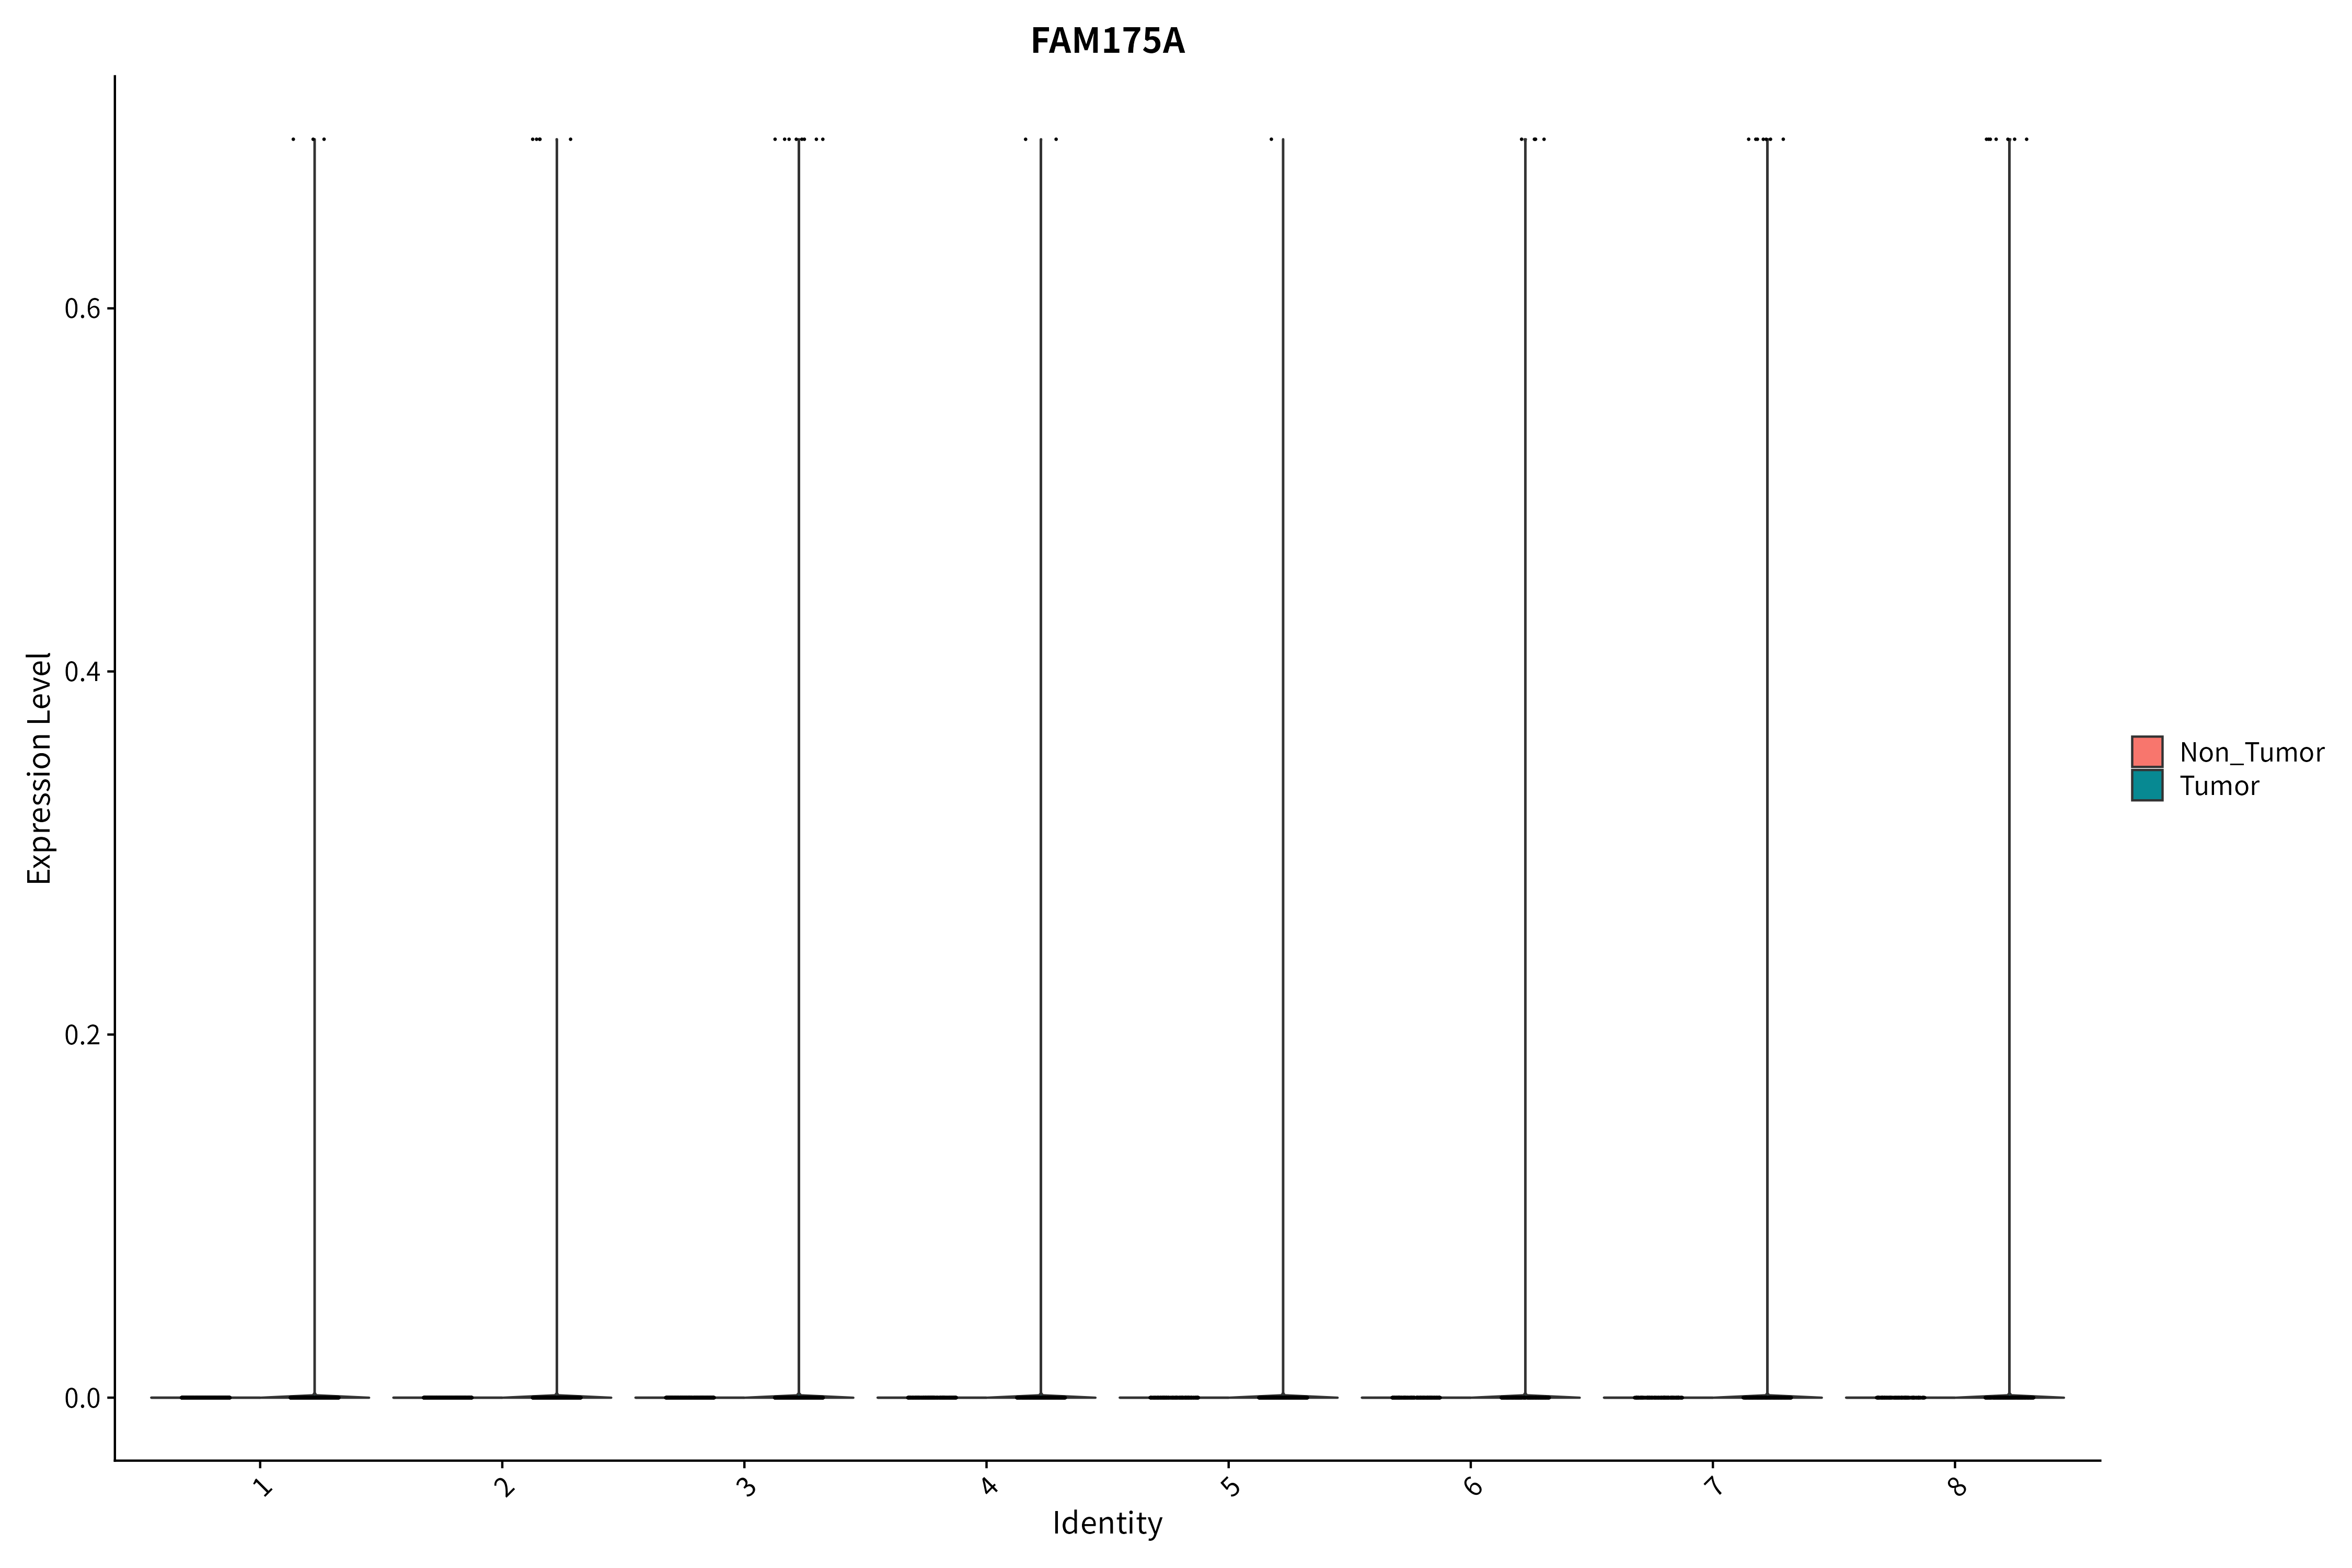 FAM175A
Expression Level
0.6
0.4
0.2
0.0
1 2 3 4 5 6 7 8
Identity
Non_Tumor
Tumor